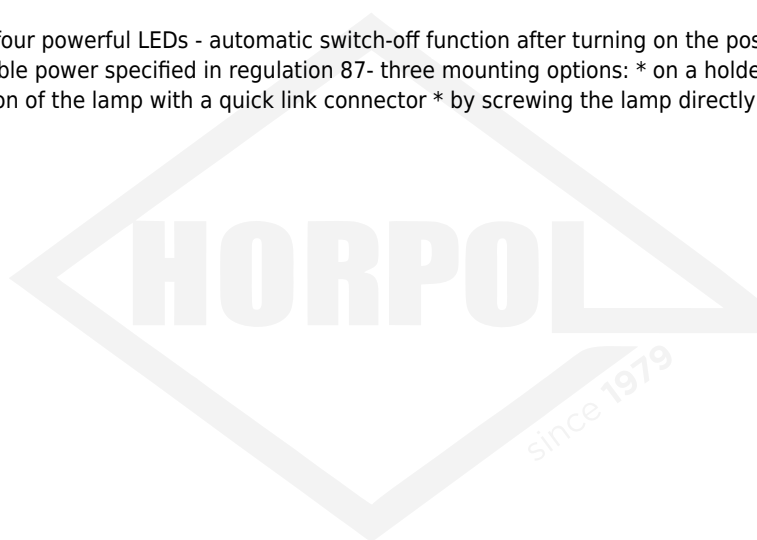 four powerful LEDs - automatic switch-off function after turning on the pos
ble power specified in regulation 87- three mounting options: * on a holde
on of the lamp with a quick link connector * by screwing the lamp directly
HORPOL
since 1979